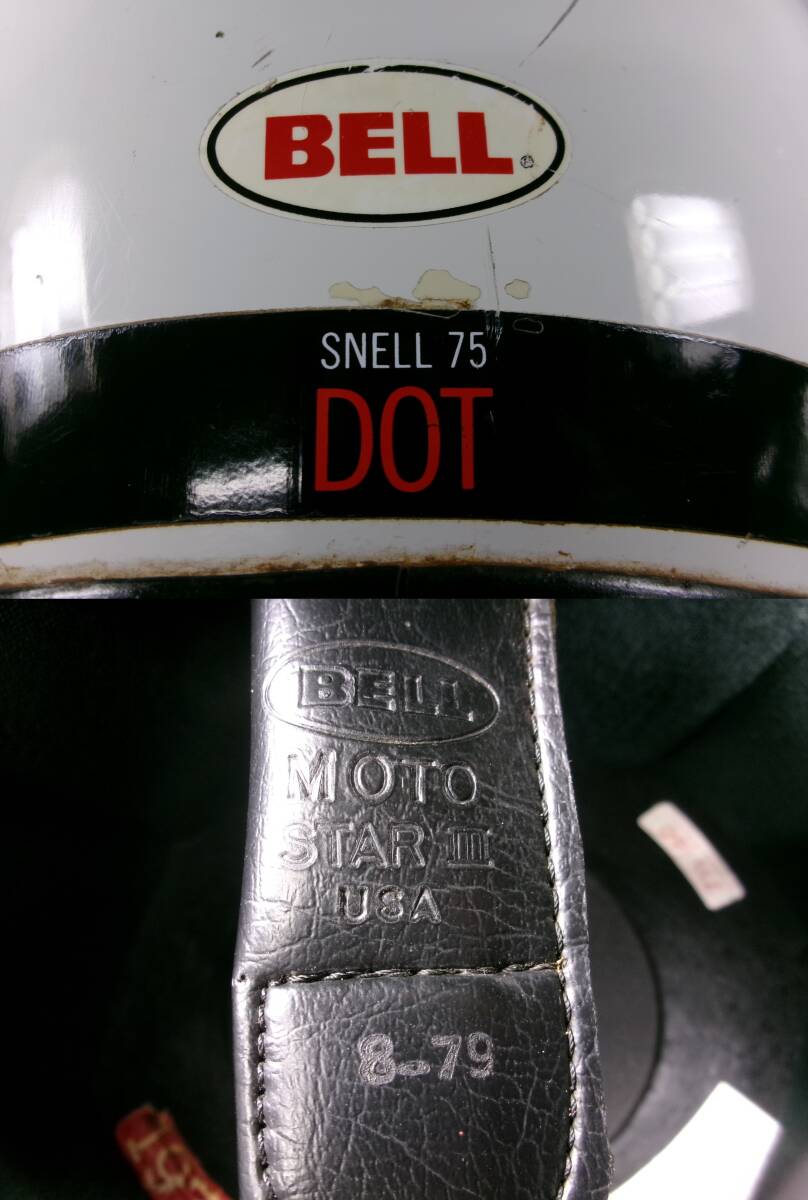 BELL
SNELL 75
DOT
BELL
MOTO
STAR III
USA
8-79